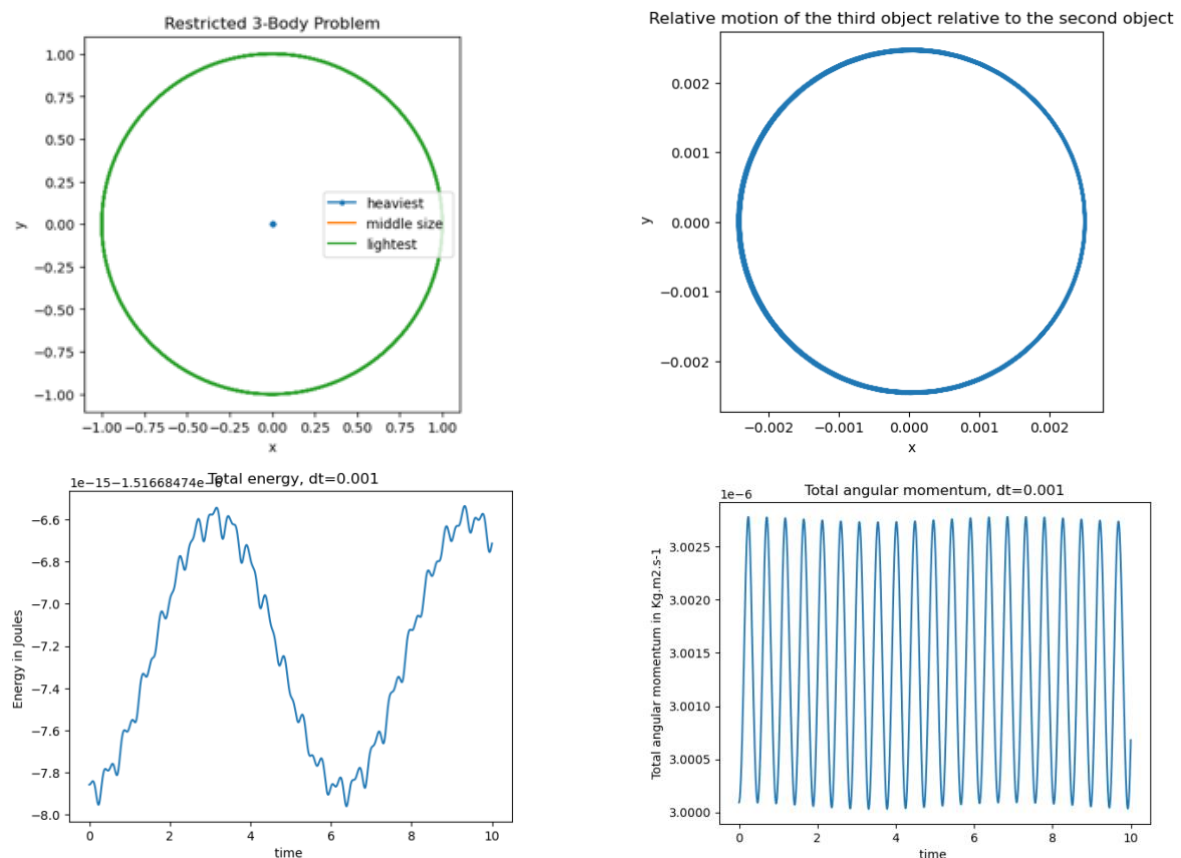 Restricted 3-Body Problem
1.00
0.75
0.50
0.25
0.00
−0.25
−0.50
−0.75
−1.00
y
heaviest
middle size
lightest
−1.00 −0.75 −0.50 −0.25 0.00 0.25 0.50 0.75 1.00
x
Relative motion of the third object relative to the second object
0.002
0.001
0.000
−0.001
−0.002
y
−0.002 −0.001 0.000 0.001 0.002
x
1e-15−1.51668474e-6
Total energy, dt=0.001
−6.6
−6.8
−7.0
−7.2
−7.4
−7.6
−7.8
−8.0
Energy in Joules
0 2 4 6 8 10
time
1e−6
Total angular momentum, dt=0.001
3.0025
3.0020
3.0015
3.0010
3.0005
3.0000
Total angular momentum in Kg.m2.s-1
0 2 4 6 8 10
time